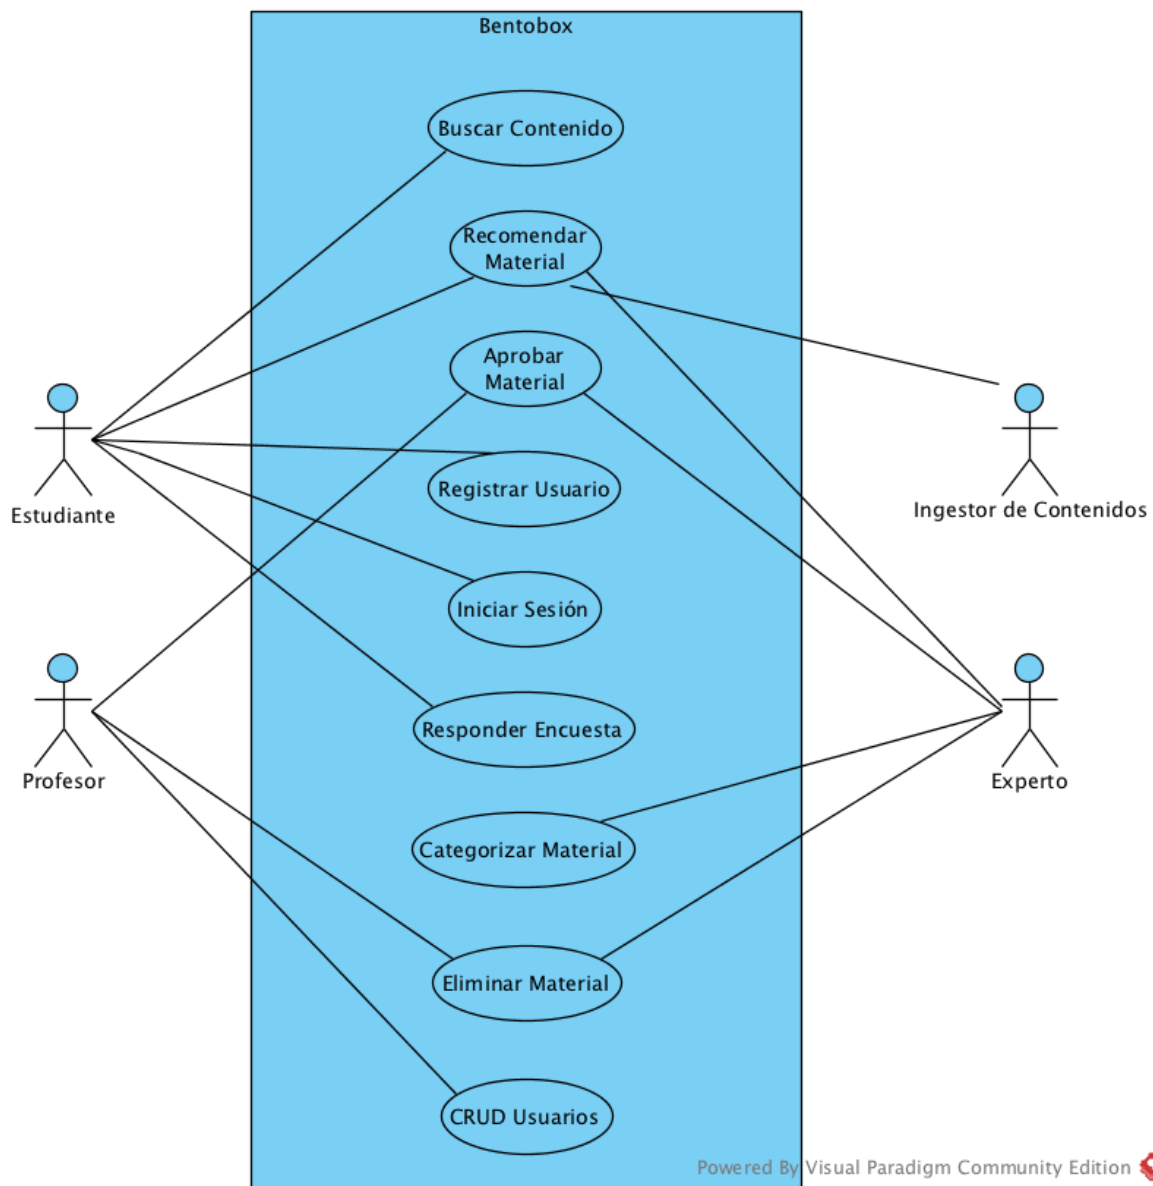 Bentobox
Buscar Contenido
Recomendar
Material
Aprobar
Material
Estudiante
Registrar Usuario
Ingestor de Contenidos
Iniciar Sesión
Responder Encuesta
Profesor
Experto
Categorizar Material
Eliminar Material
CRUD Usuarios
Powered By Visual Paradigm Community Edition